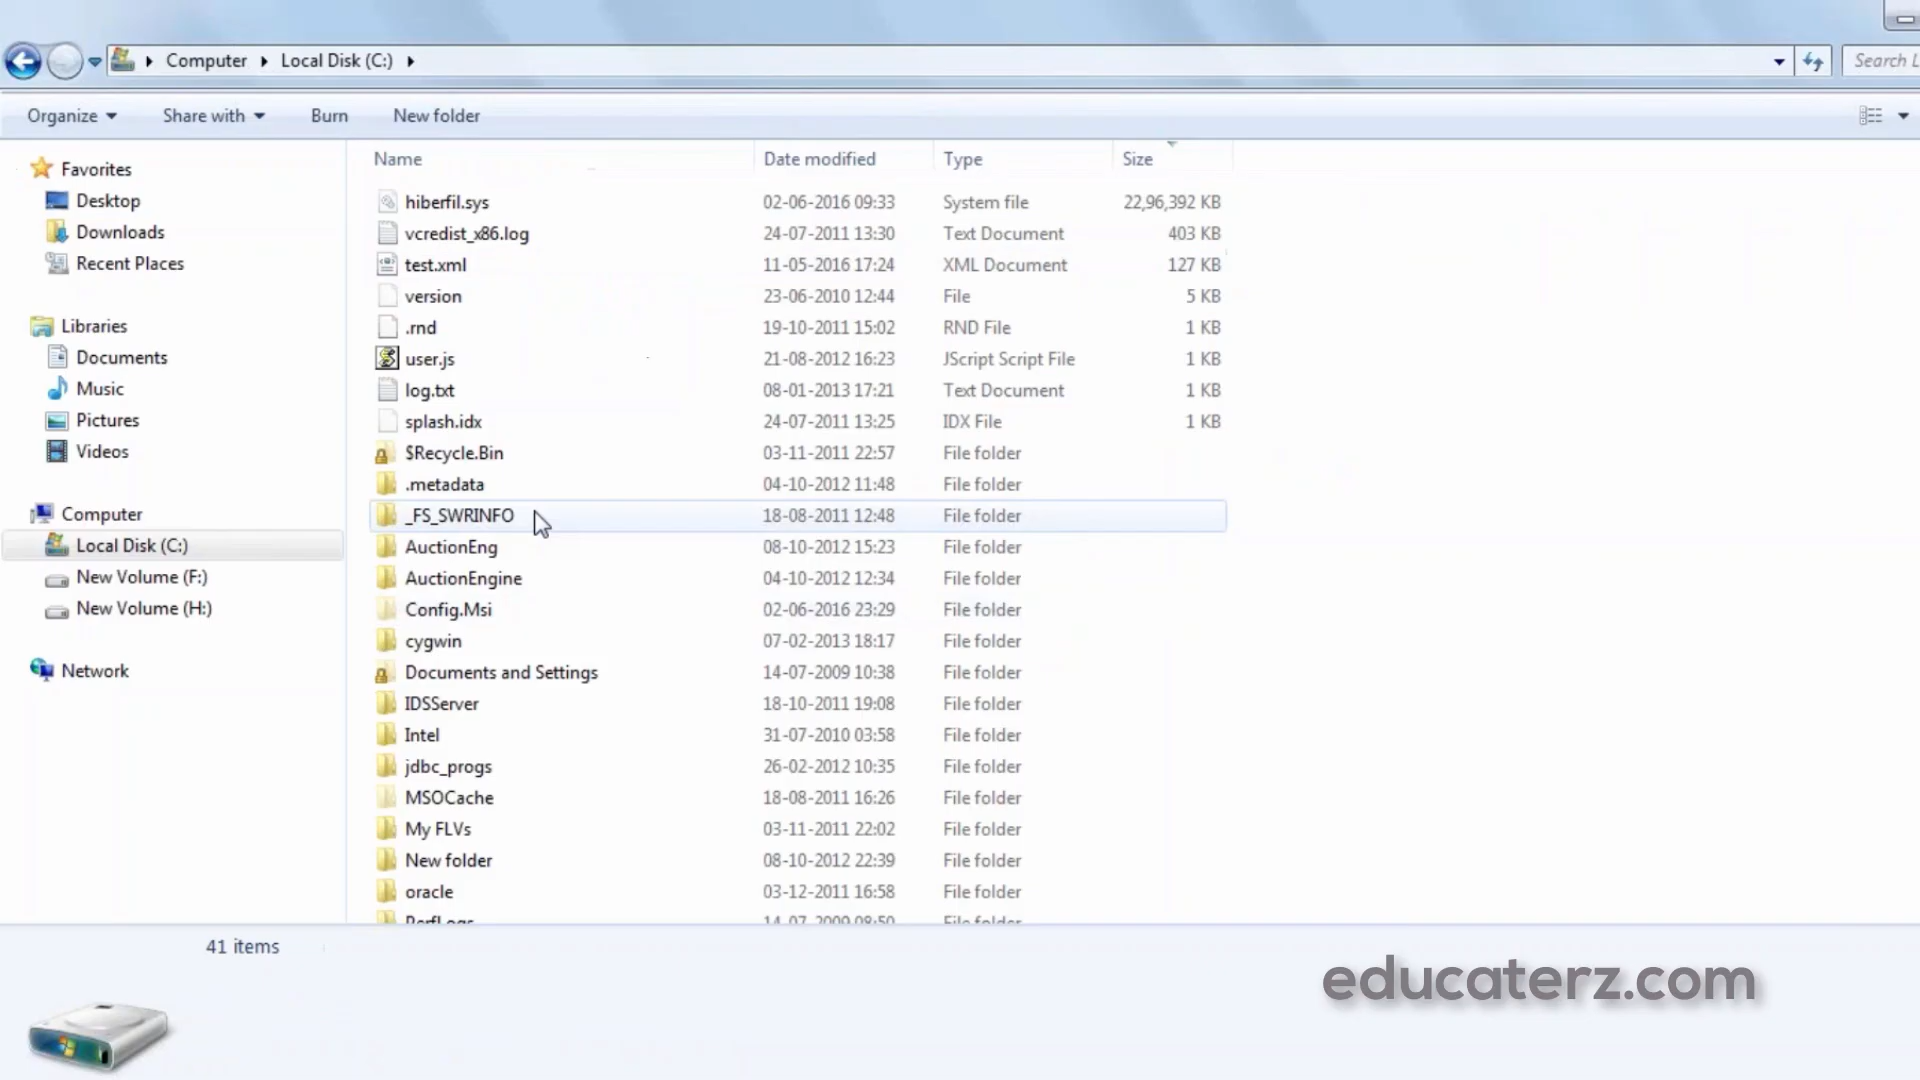 Computer Local Disk (C:)
Search L
Organize Share with Burn New folder
Name Date modified Type Size
Favorites
Desktop
Downloads
Recent Places
Libraries
Documents
Music
Pictures
Videos
Computer
Local Disk (C:)
New Volume (F:)
New Volume (H:)
Network
hiberfil.sys 02-06-2016 09:33 System file 22,96,392 KB
vcredist_x86.log 24-07-2011 13:30 Text Document 403 KB
test.xml 11-05-2016 17:24 XML Document 127 KB
version 23-06-2010 12:44 File 5 KB
.rnd 19-10-2011 15:02 RND File 1 KB
user.js 21-08-2012 16:23 JScript Script File 1 KB
log.txt 08-01-2013 17:21 Text Document 1 KB
splash.idx 24-07-2011 13:25 IDX File 1 KB
$Recycle.Bin 03-11-2011 22:57 File folder
.metadata 04-10-2012 11:48 File folder
_FS_SWRINFO 18-08-2011 12:48 File folder
AuctionEng 08-10-2012 15:23 File folder
AuctionEngine 04-10-2012 12:34 File folder
Config.Msi 02-06-2016 23:29 File folder
cygwin 07-02-2013 18:17 File folder
Documents and Settings 14-07-2009 10:38 File folder
IDSServer 18-10-2011 19:08 File folder
Intel 31-07-2010 03:58 File folder
jdbc_progs 26-02-2012 10:35 File folder
MSOCache 18-08-2011 16:26 File folder
My FLVs 03-11-2011 22:02 File folder
New folder 08-10-2012 22:39 File folder
oracle 03-12-2011 16:58 File folder
PerfLogs 14-07-2009 08:50 File folder
41 items
educaterz.com